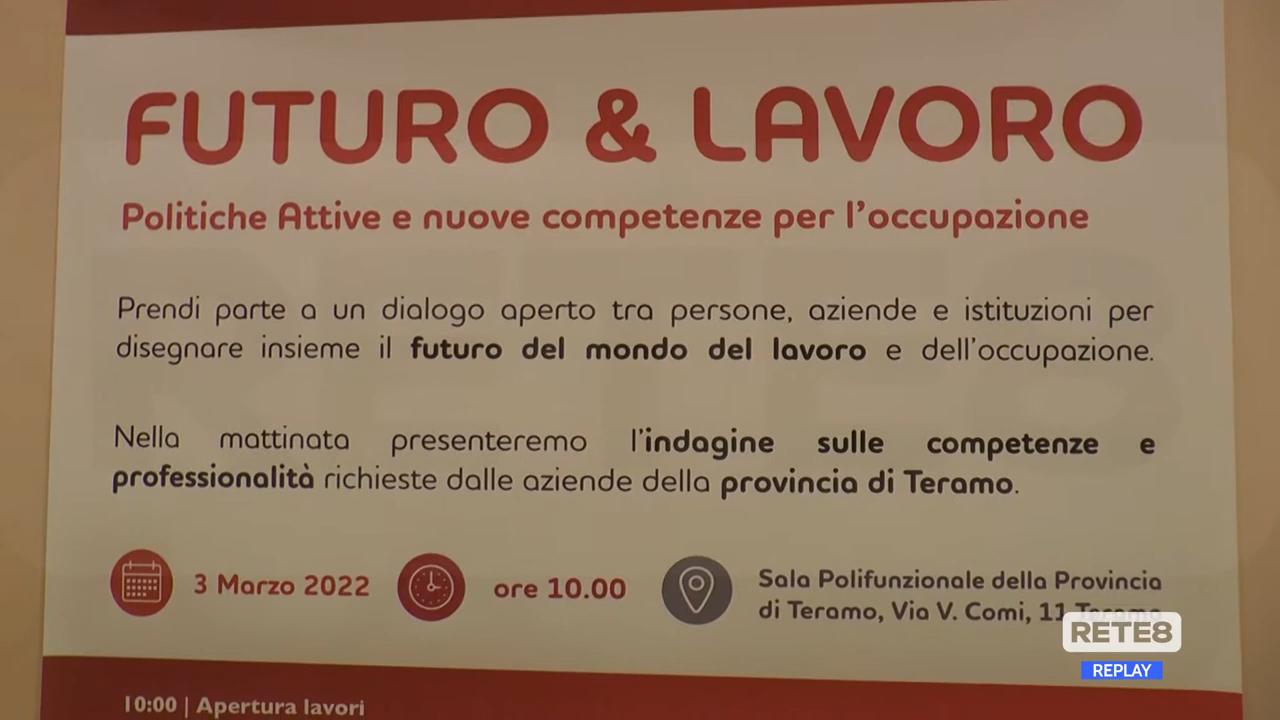 FUTURO & LAVORO
Politiche Attive e nuove competenze per l'occupazione
Prendi parte a un dialogo aperto tra persone, aziende e istituzioni per
disegnare insieme il futuro del mondo del lavoro e dell'occupazione.
Nella mattinata presenteremo l'indagine sulle competenze e
professionalità richieste dalle aziende della provincia di Teramo.
3 Marzo 2022
ore 10.00
Sala Polifunzionale della Provincia
di Teramo, Via V. Comi, 11 Teramo
RETE8
REPLAY
10:00 | Apertura lavori